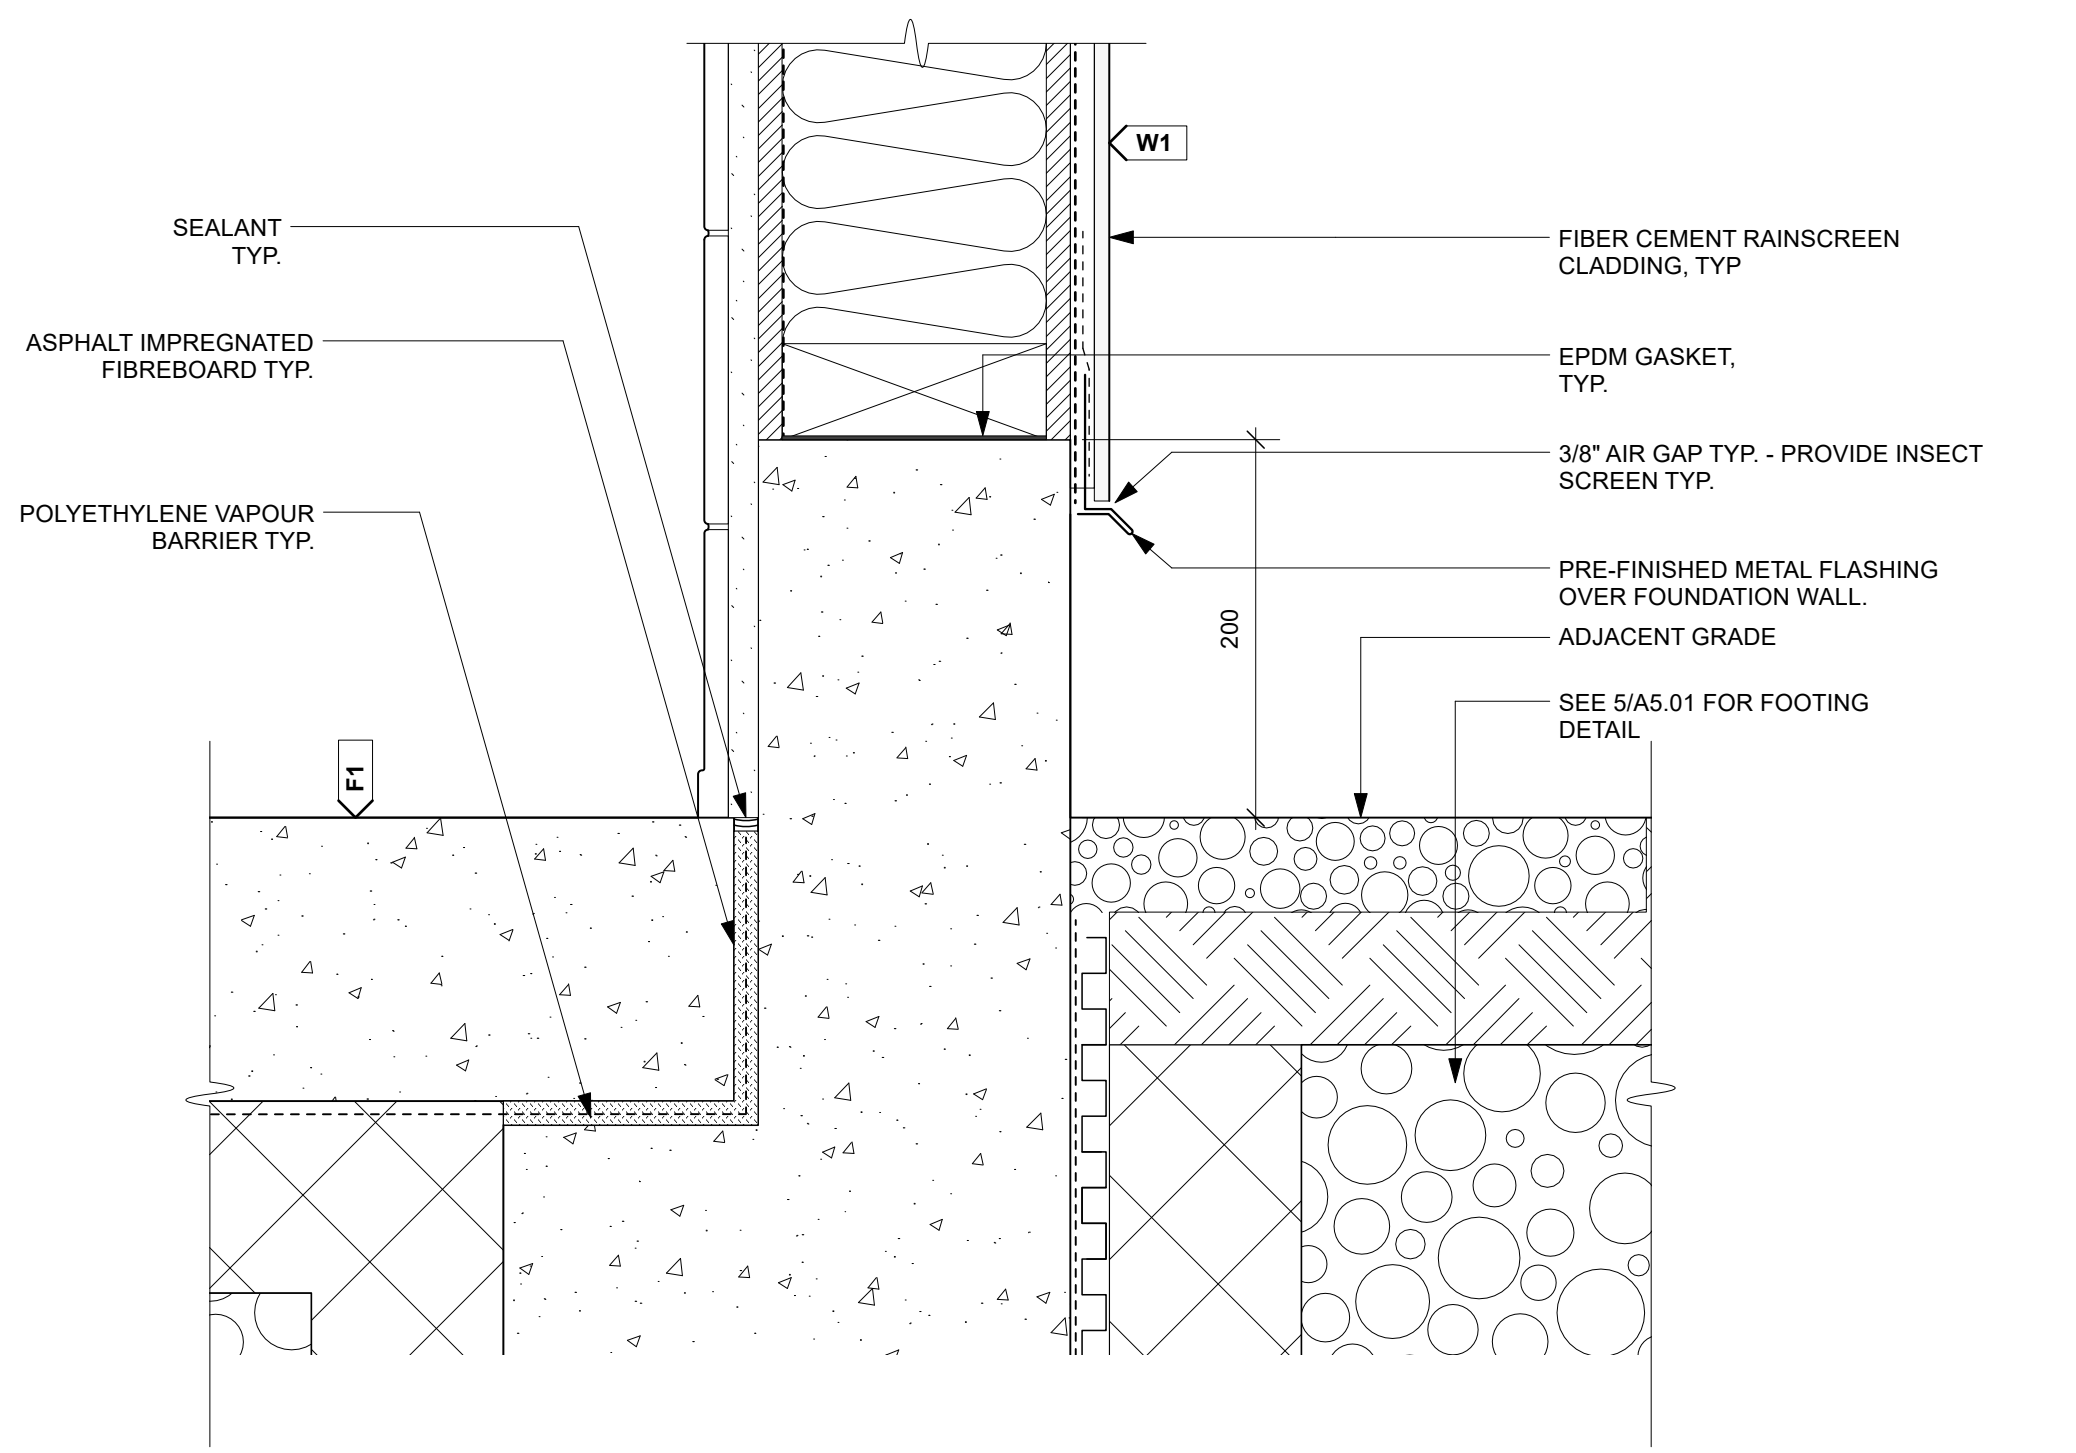 W1
SEALANT
TYP.
FIBER CEMENT RAINSCREEN
CLADDING, TYP
ASPHALT IMPREGNATED
FIBREBOARD TYP.
EPDM GASKET,
TYP.
3/8" AIR GAP TYP. - PROVIDE INSECT
SCREEN TYP.
POLYETHYLENE VAPOUR
BARRIER TYP.
PRE-FINISHED METAL FLASHING
OVER FOUNDATION WALL.
200
ADJACENT GRADE
SEE 5/A5.01 FOR FOOTING
DETAIL
F1